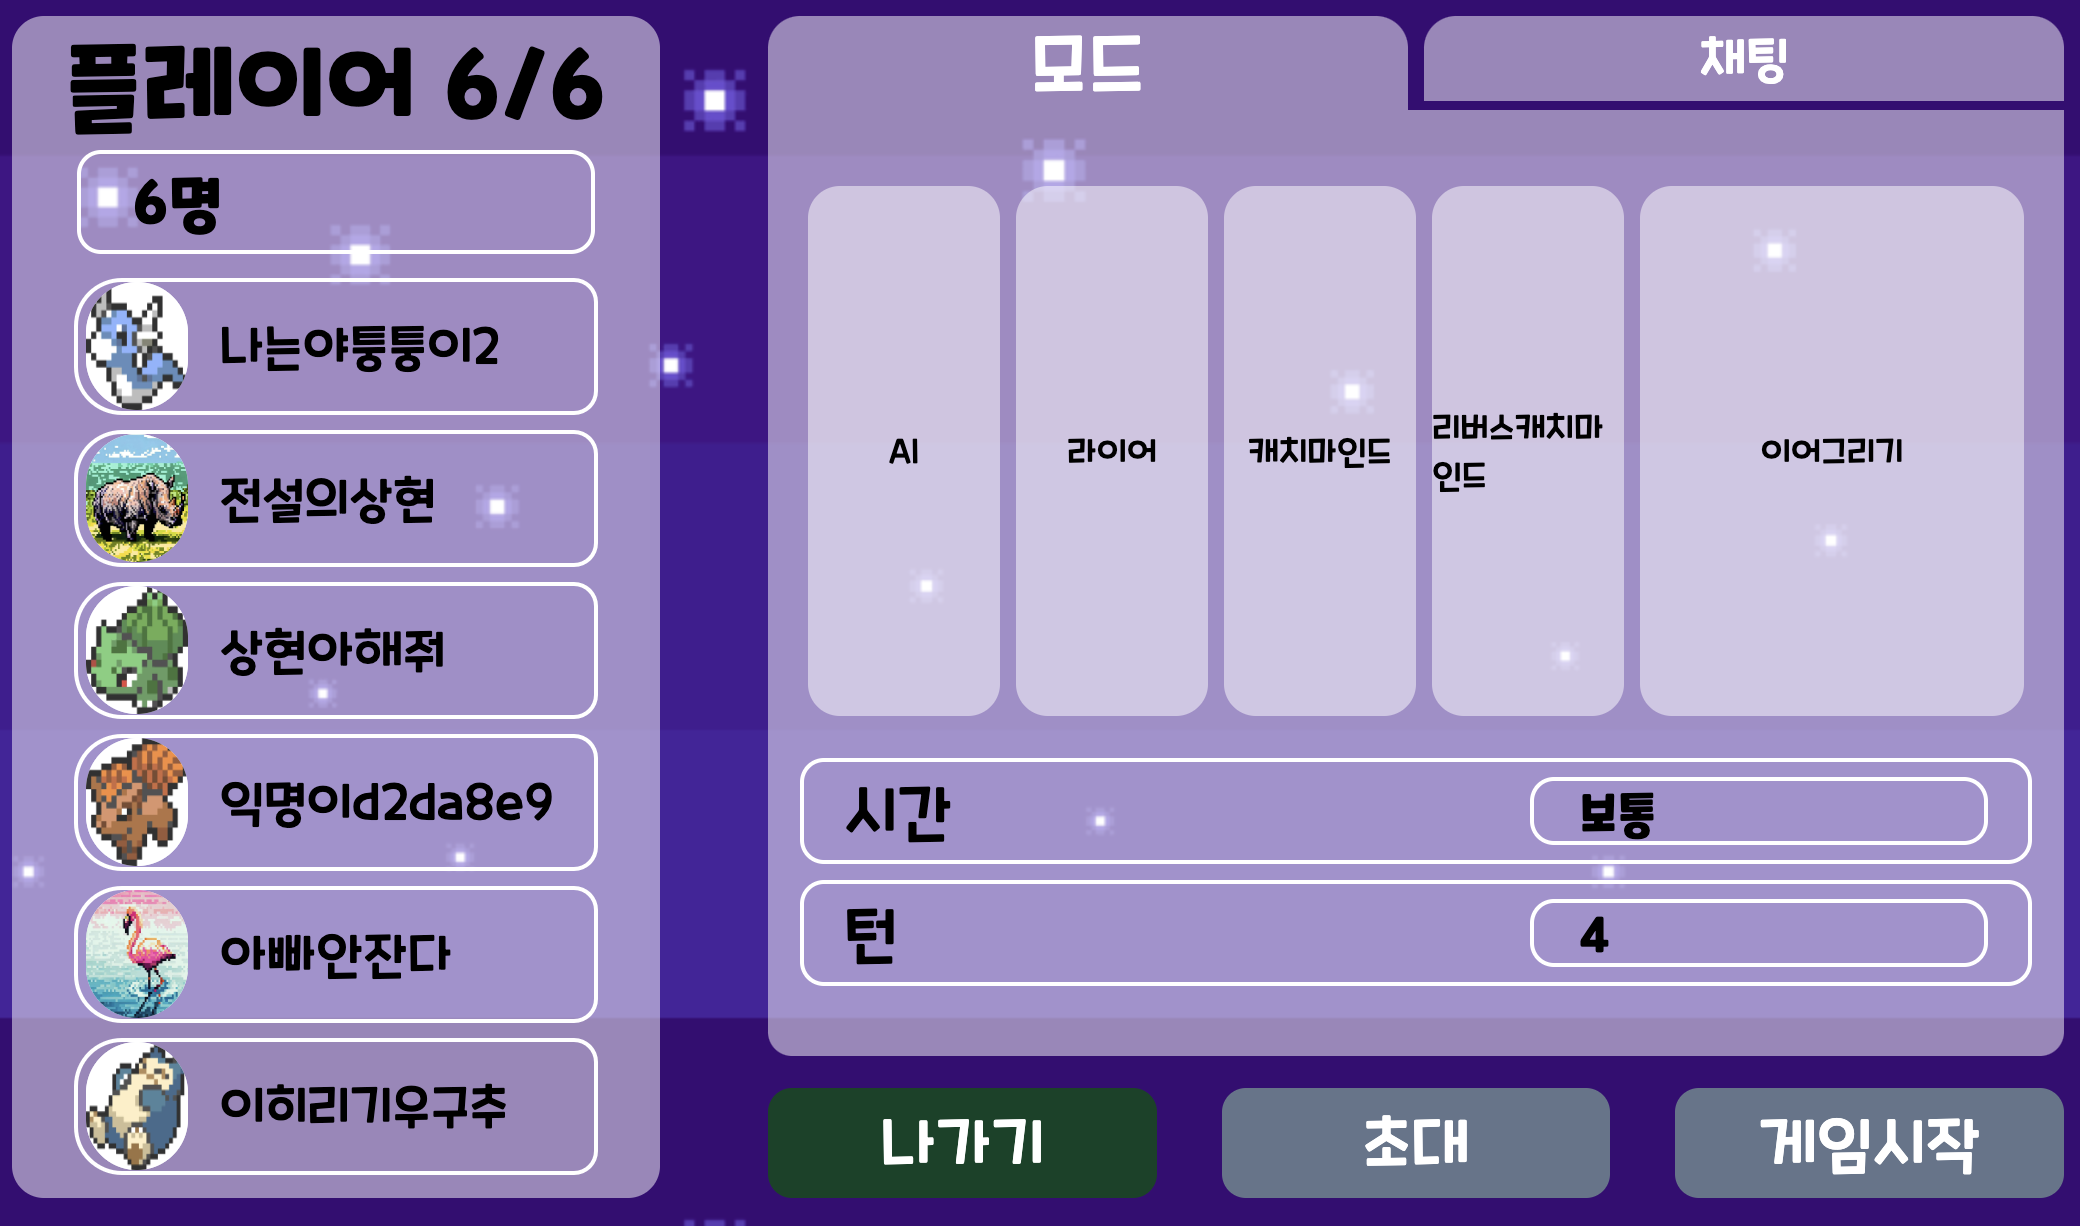 플레이어 6/6
6명
나는야퉁퉁이2
전설의상현
상현아해줘
익명이d2da8e9
아빠안잔다
이히리기우구추
모드
채팅
AI
라이어
캐치마인드
리버스캐치마
인드
이어그리기
시간
보통
턴
4
나가기
초대
게임시작